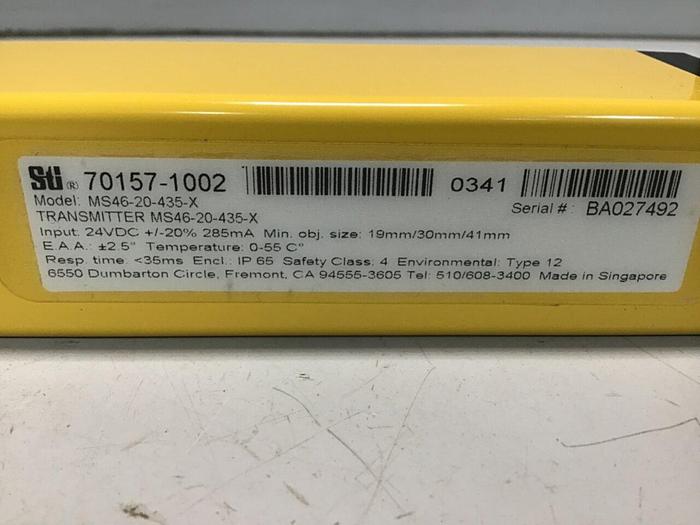 Sti ® 70157-1002 0341
Model: MS46-20-435-X Serial #: BA027492
TRANSMITTER MS46-20-435-X
Input: 24VDC +/-20% 285mA Min. obj. size: 19mm/30mm/41mm
E.A.A.: ±2.5° Temperature: 0-55 C°
Resp. time: <35ms Encl.: IP 65 Safety Class: 4 Environmental: Type 12
6550 Dumbarton Circle, Fremont, CA 94555-3605 Tel: 510/608-3400 Made in Singapore